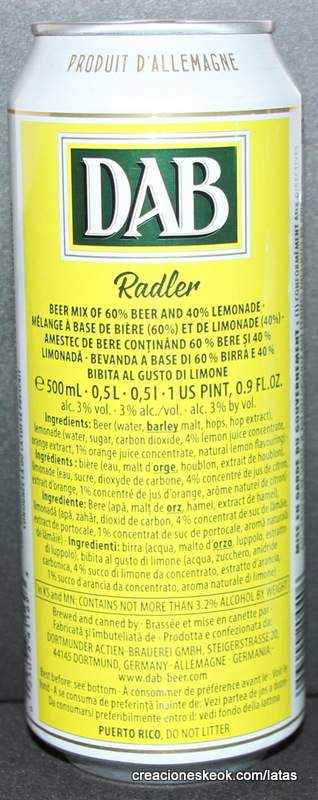 PRODUIT D'ALLEMAGNE
DAB
Radler
BEER MIX OF 60% BEER AND 40% LEMONADE ·
MÉLANGE À BASE DE BIÈRE (60%) ET DE LIMONADE (40%) ·
AMESTEC DE BERE CONȚINÂND 60 % BERE ȘI 40 %
LIMONADĂ · BEVANDA A BASE DI 60 % BIRRA E 40 %
BIBITA AL GUSTO DI LIMONE
℮ 500 mL · 0,5 L · 0,5 l · 1 US PINT, 0.9 FL.OZ.
alc. 3% vol. · 3% alc./vol. · alc. 3% by vol.
Ingredients: Beer (water, barley malt, hops, hop extract),
lemonade (water, sugar, carbon dioxide, 4% lemon juice concentrate,
orange extract, 1% orange juice concentrate, natural lemon flavouring)
Ingrédients : bière (eau, malt d'orge, houblon, extrait de houblon),
limonade (eau, sucre, dioxyde de carbone, 4% concentré de jus de citron,
extrait d'orange, 1% concentré de jus d'orange, arôme naturel de citron)
Ingrediente: Bere (apă, malț de orz, hamei, extract de hamei),
limonadă (apă, zahăr, dioxid de carbon, 4 % concentrat de suc de lămâie,
extract de portocale, 1% concentrat de suc de portocale, aromă naturală
de lămâie) · Ingredienti: birra (acqua, malto d'orzo, luppolo, estratto
di luppolo), bibita al gusto di limone (acqua, zucchero, anidride
carbonica, 4% succo di limone da concentrato, estratto di arancia,
1% succo d'arancia da concentrato, aroma naturale di limone)
In KS and MN: CONTAINS NOT MORE THAN 3.2% ALCOHOL BY WEIGHT
Brewed and canned by · Brassée et mise en canette par ·
Fabricată și îmbuteliată de · Prodotta e confezionata da:
DORTMUNDER ACTIEN-BRAUEREI GMBH, STEIGERSTRASSE 20,
44145 DORTMUND, GERMANY · ALLEMAGNE · GERMANIA
www.dab-beer.com
Best before: see bottom · À consommer de préférence avant le: Voir le
fond · A se consuma de preferință înainte de: Vezi partea de jos a dozei
Da consumarsi preferibilmente entro il: vedi fondo della lattina
PUERTO RICO, DO NOT LITTER
MISE EN GARDE DU GOUVERNEMENT
creacioneskeok.com/latas